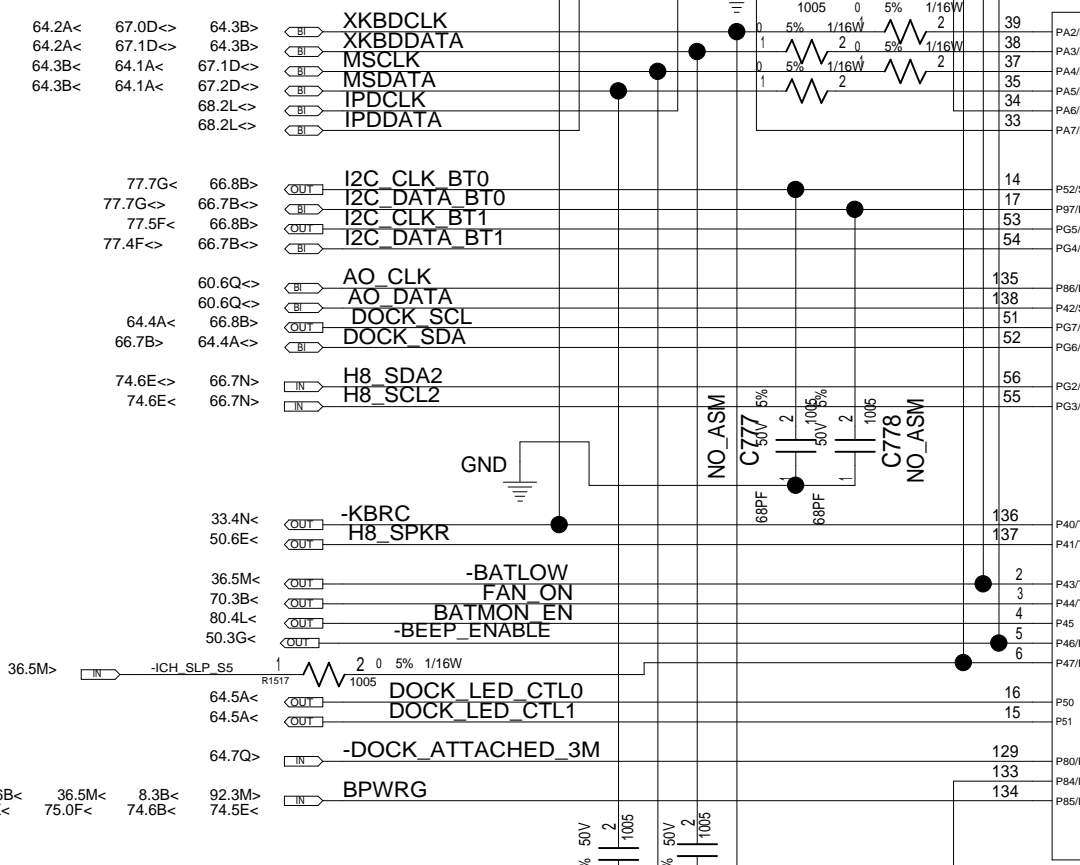 1005 5% 1/16W
64.2A< 67.0D<> 64.3B> BI XKBDCLK 0 5% 1/16W 2 39 PA2/
64.2A< 67.1D<> 64.3B> BI XKBDDATA 1 2 0 5% 1/16W 38 PA3/
64.3B< 64.1A< 67.1D<> BI MSCLK 0 5% 1/16W 2 37 PA4/
64.3B< 64.1A< 67.2D<> BI MSDATA 1 2 35 PA5/
68.2L<> BI IPDCLK 34 PA6/
68.2L<> BI IPDDATA 33 PA7/
77.7G< 66.8B> OUT I2C_CLK_BT0 14 P52/S
77.7G<> 66.7B<> BI I2C_DATA_BT0 17 P97/
77.5F< 66.8B> OUT I2C_CLK_BT1 53 PG5/
77.4F<> 66.7B<> BI I2C_DATA_BT1 54 PG4/
60.6Q<> BI AO_CLK 135 P86/
60.6Q<> BI AO_DATA 138 P42/S
64.4A< 66.8B> OUT DOCK_SCL 51 PG7/
66.7B> 64.4A<> BI DOCK_SDA 52 PG6/
74.6E<> 66.7N> IN H8_SDA2 56 PG2/
74.6E< 66.7N> IN H8_SCL2 55 PG3/
NO_ASM C777 50V 5% 2 1005 1 68PF
50V 5% 2 1005 1 68PF C778 NO_ASM
GND
33.4N< OUT -KBRC 136 P40/
50.6E< OUT H8_SPKR 137 P41/
36.5M< OUT -BATLOW 2 P43/
70.3B< OUT FAN_ON 3 P44/
80.4L< OUT BATMON_EN 4 P45
50.3G< OUT -BEEP_ENABLE 5 P46/
36.5M> IN -ICH_SLP_S5 1 R1517 2 0 5% 1/16W 1005 6 P47/
64.5A< OUT DOCK_LED_CTL0 16 P50
64.5A< OUT DOCK_LED_CTL1 15 P51
64.7Q> IN -DOCK_ATTACHED_3M 129 P80/
133 P84/
6B< 36.5M< 8.3B< 92.3M> IN BPWRG 134 P85/
< 75.0F< 74.6B< 74.5E<
% 50V 2 1005
% 50V 2 1005